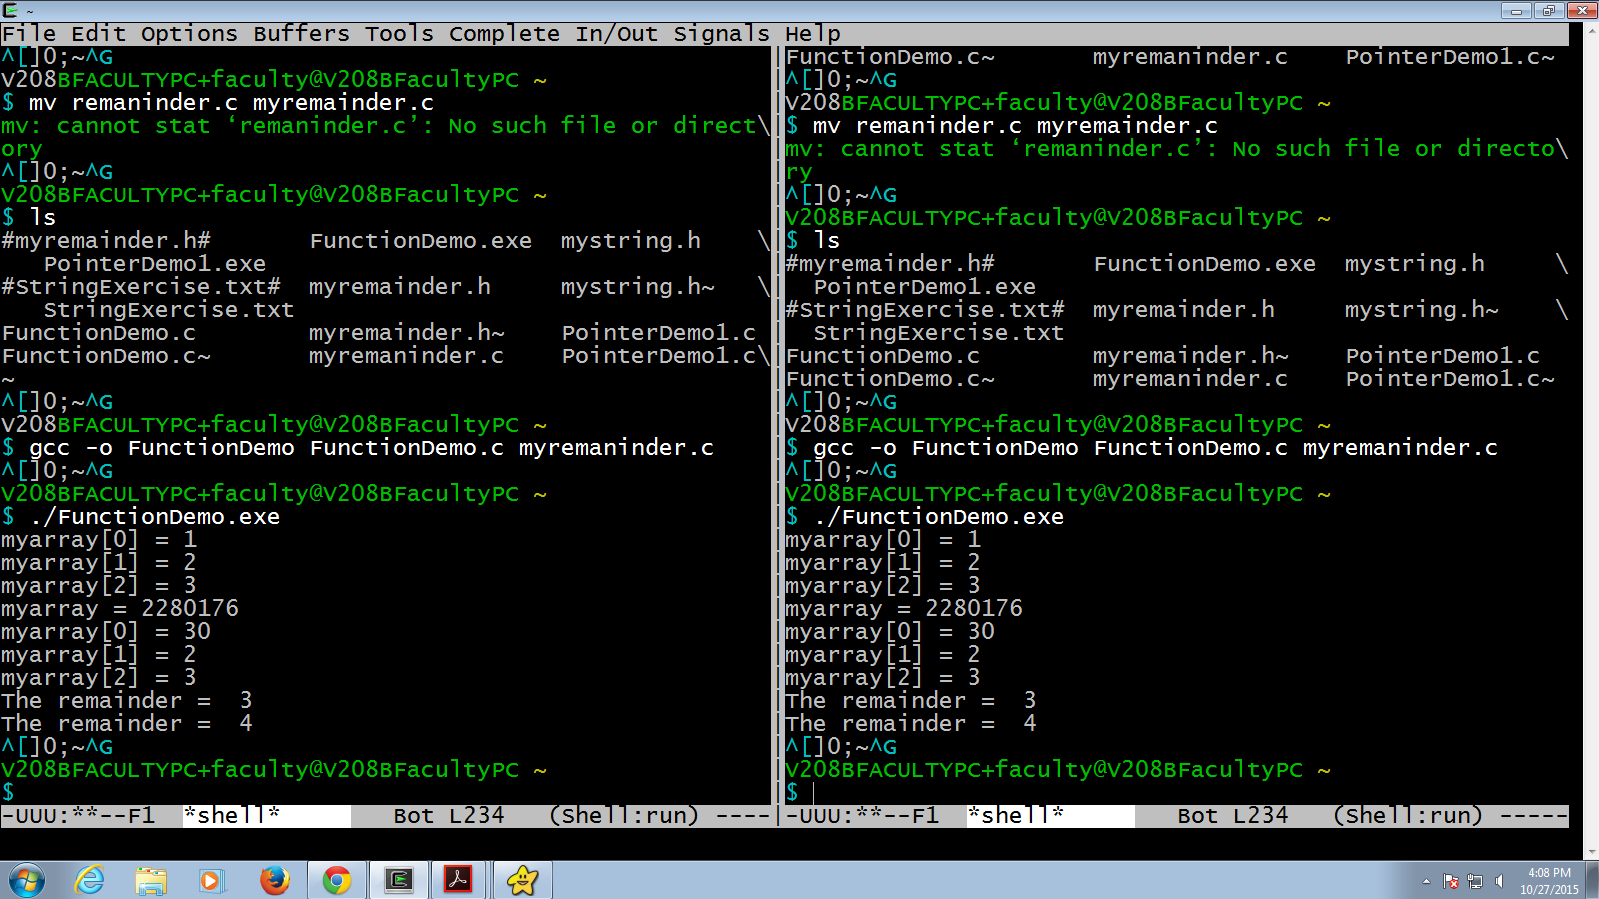 ~
File Edit Options Buffers Tools Complete In/Out Signals Help
^[]0;~^G
V208BFACULTYPC+faculty@V208BFacultyPC ~
$ mv remaninder.c myremainder.c
mv: cannot stat ‘remaninder.c’: No such file or direct\
ory
^[]0;~^G
V208BFACULTYPC+faculty@V208BFacultyPC ~
$ ls
#myremainder.h#       FunctionDemo.exe  mystring.h    \
   PointerDemo1.exe
#StringExercise.txt#  myremainder.h     mystring.h~   \
   StringExercise.txt
FunctionDemo.c        myremainder.h~    PointerDemo1.c
FunctionDemo.c~       myremaninder.c    PointerDemo1.c\
~
^[]0;~^G
V208BFACULTYPC+faculty@V208BFacultyPC ~
$ gcc -o FunctionDemo FunctionDemo.c myremaninder.c
^[]0;~^G
V208BFACULTYPC+faculty@V208BFacultyPC ~
$ ./FunctionDemo.exe
myarray[0] = 1
myarray[1] = 2
myarray[2] = 3
myarray = 2280176
myarray[0] = 30
myarray[1] = 2
myarray[2] = 3
The remainder =  3
The remainder =  4
^[]0;~^G
V208BFACULTYPC+faculty@V208BFacultyPC ~
$
-UUU:**--F1  *shell*        Bot L234   (Shell:run) ----
FunctionDemo.c~       myremaninder.c    PointerDemo1.c~
^[]0;~^G
V208BFACULTYPC+faculty@V208BFacultyPC ~
$ mv remaninder.c myremainder.c
mv: cannot stat ‘remaninder.c’: No such file or directo\
ry
^[]0;~^G
V208BFACULTYPC+faculty@V208BFacultyPC ~
$ ls
#myremainder.h#       FunctionDemo.exe  mystring.h     \
  PointerDemo1.exe
#StringExercise.txt#  myremainder.h     mystring.h~    \
  StringExercise.txt
FunctionDemo.c        myremainder.h~    PointerDemo1.c
FunctionDemo.c~       myremaninder.c    PointerDemo1.c~
^[]0;~^G
V208BFACULTYPC+faculty@V208BFacultyPC ~
$ gcc -o FunctionDemo FunctionDemo.c myremaninder.c
^[]0;~^G
V208BFACULTYPC+faculty@V208BFacultyPC ~
$ ./FunctionDemo.exe
myarray[0] = 1
myarray[1] = 2
myarray[2] = 3
myarray = 2280176
myarray[0] = 30
myarray[1] = 2
myarray[2] = 3
The remainder =  3
The remainder =  4
^[]0;~^G
V208BFACULTYPC+faculty@V208BFacultyPC ~
$
-UUU:**--F1  *shell*        Bot L234   (Shell:run) -----
4:08 PM
10/27/2015